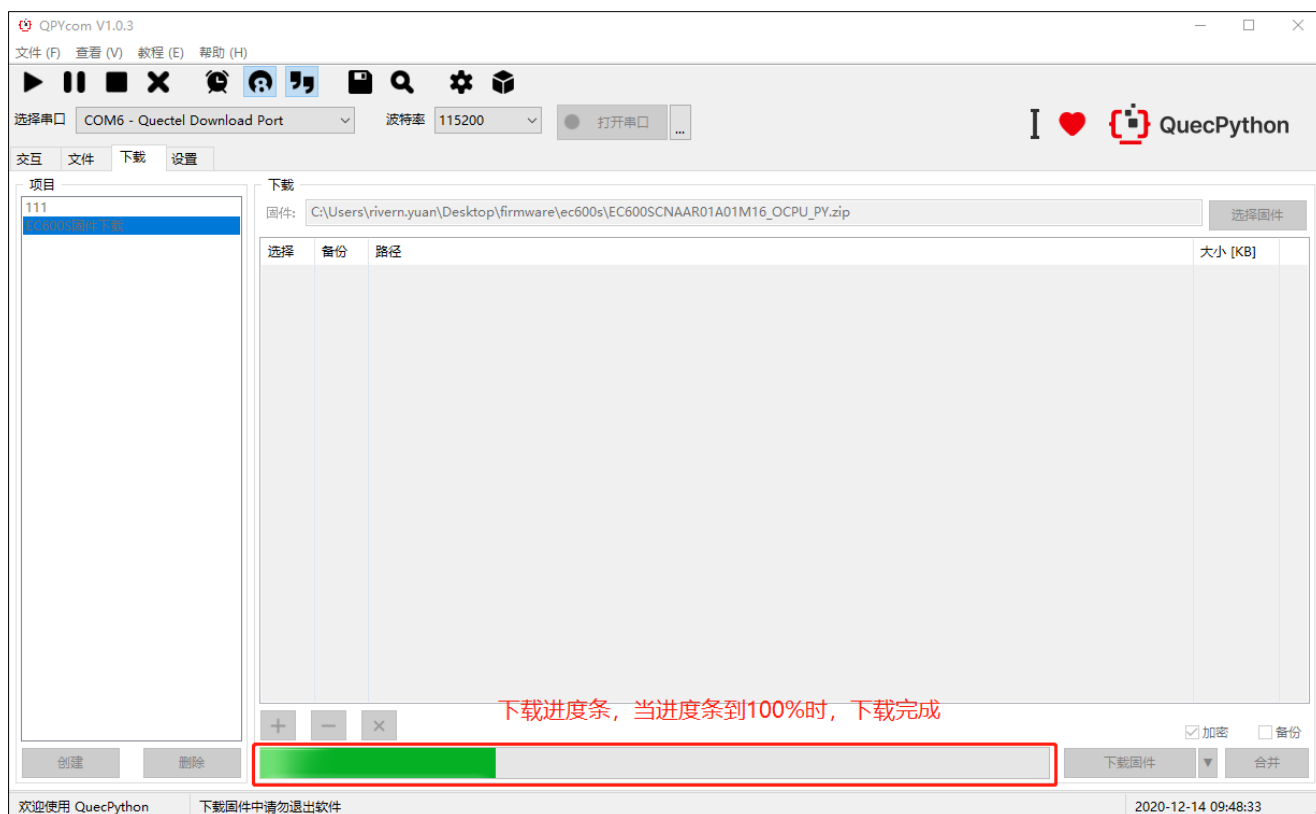 QPYcom V1.0.3
文件 (F) 查看 (V) 教程 (E) 帮助 (H)
选择串口 COM6 - Quectel Download Port 波特率 115200 打开串口 ...
I QuecPython
交互 文件 下载 设置
项目
111
EC600S固件下载
下载
固件: C:\Users\rivern.yuan\Desktop\firmware\ec600s\EC600SCNAAR01A01M16_OCPU_PY.zip 选择固件
选择 备份 路径 大小 [KB]
下载进度条，当进度条到100%时，下载完成
加密 备份
创建 删除 下载固件 合并
欢迎使用 QuecPython 下载固件中请勿退出软件 2020-12-14 09:48:33